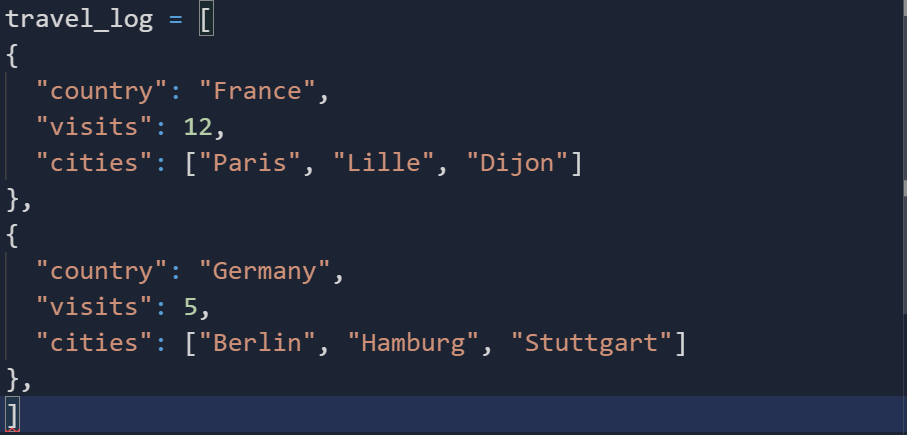 travel_log = [
{
  "country": "France",
  "visits": 12,
  "cities": ["Paris", "Lille", "Dijon"]
},
{
  "country": "Germany",
  "visits": 5,
  "cities": ["Berlin", "Hamburg", "Stuttgart"]
},
]